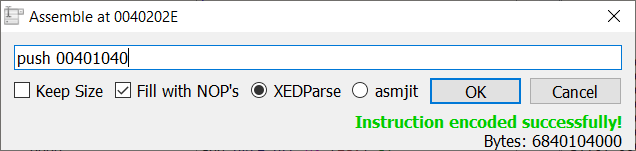 Assemble at 0040202E
push 00401040
Keep Size Fill with NOP's XEDParse asmjit OK Cancel
Instruction encoded successfully!
Bytes: 6840104000